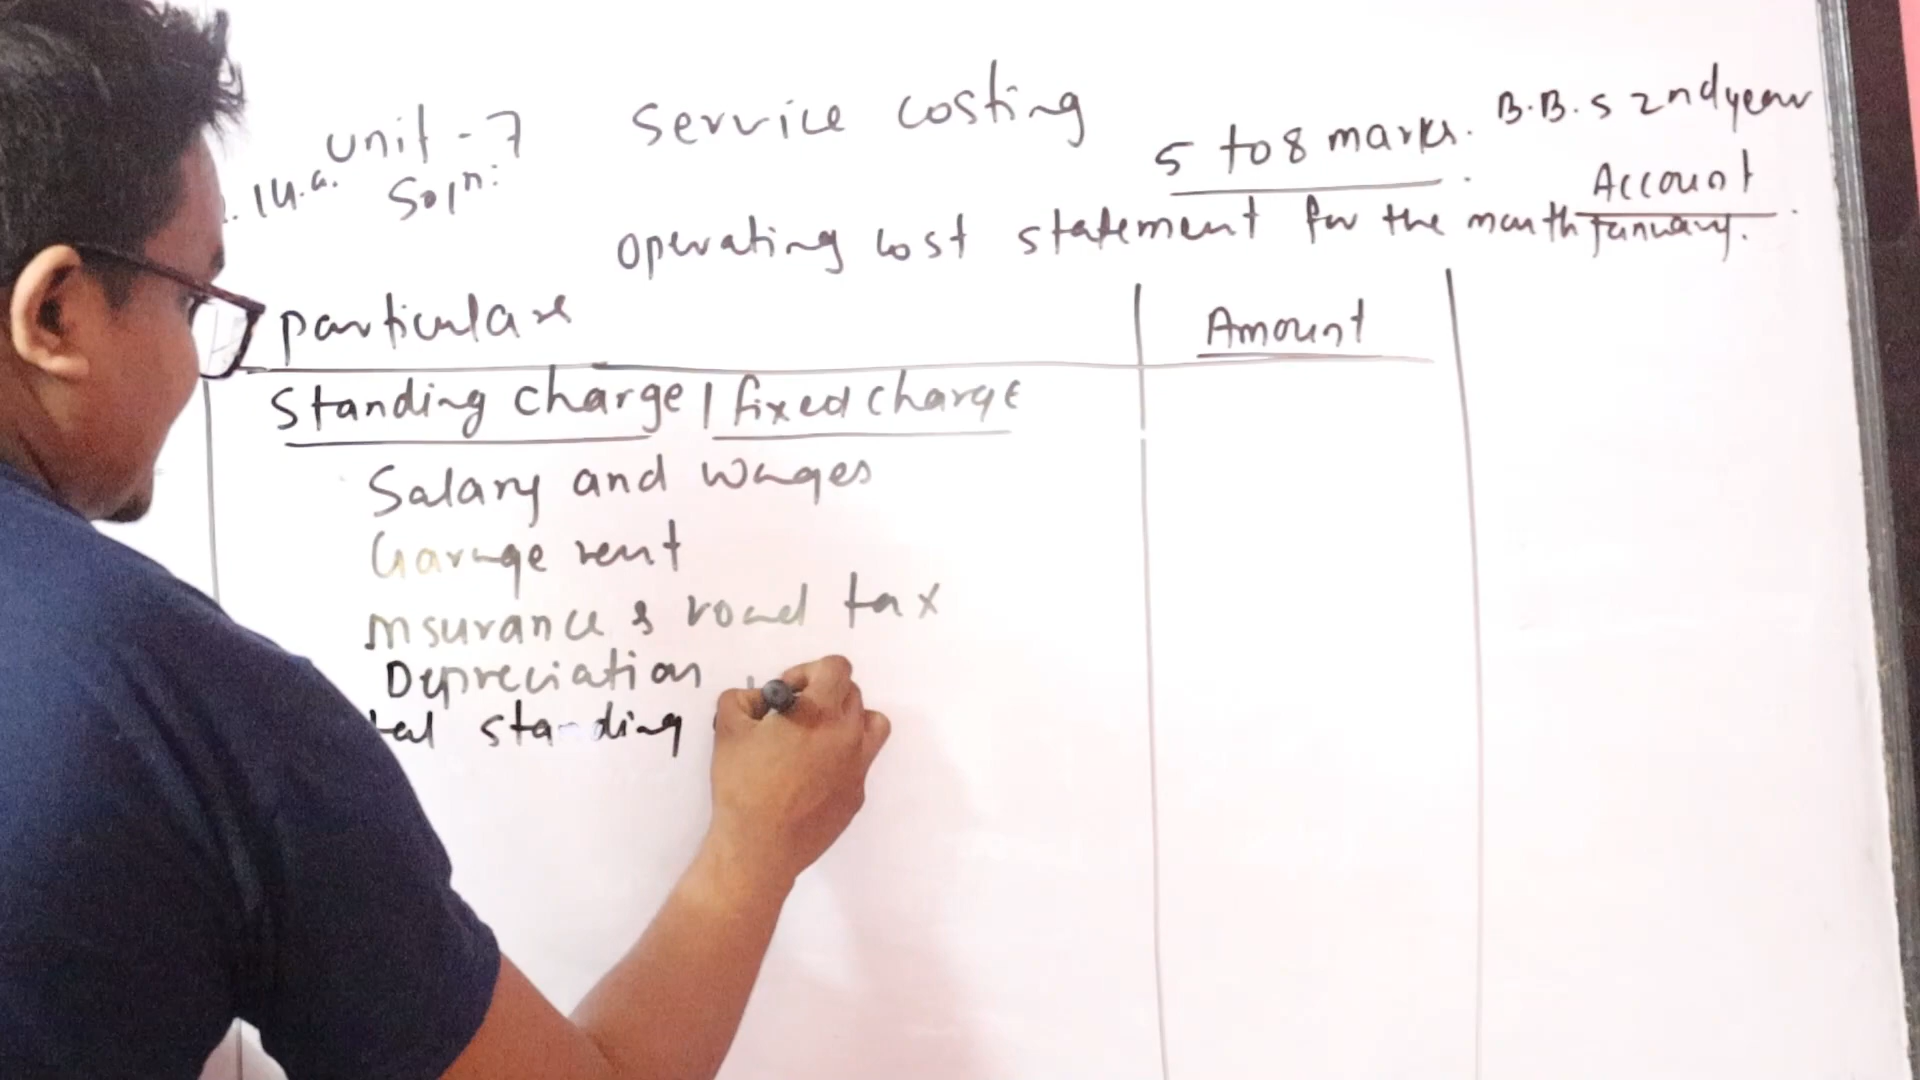 unit - 7 Service costing 5 to 8 marks. B.B.S 2nd year
14.a. Soln: Account
operating cost statement for the month January.
particulars Amount
Standing charge / fixed charge
Salary and wages
Garage rent
Insurance & road tax
Depreciation
standing